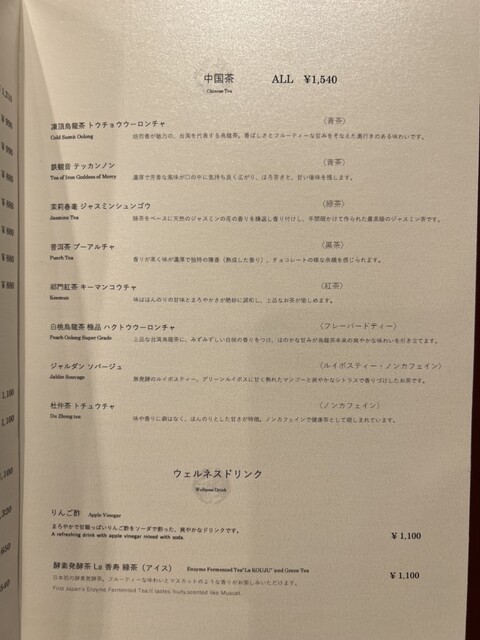 中国茶 ALL ¥1,540
Chinese Tea
凍頂烏龍茶 トウチョウウーロンチャ （青茶）
Cold Sumit Oolong 焙煎香が魅力の、台湾を代表する烏龍茶。香ばしさとフルーティーな甘みをそなえた奥行きのある味わいです。
鉄観音 テッカンノン （青茶）
Tea of Iron Goddess of Mercy 濃厚で芳香な風味が口の中に気持ち良く広がり、ほろ苦さと、甘い後味を残します。
茉莉春毫 ジャスミンシュンゴウ （緑茶）
Jasmine Tea 緑茶をベースに天然のジャスミンの花の香りを繰返し香り付けし、手間暇かけて作られた最高級のジャスミン茶です。
普洱茶 プーアルチャ （黒茶）
Puerh Tea 香りが高く味が濃厚で独特の陳香（熟成した香り）、チョコレートの様な余韻を感じられます。
祁門紅茶 キーマンコウチャ （紅茶）
Keemun 味はほんのりの甘味とまろやかさが絶妙に調和し、上品なお茶が愉しめます。
白桃烏龍茶 極品 ハクトウウーロンチャ （フレーバードティー）
Peach Oolong Super Grade 上品な台湾烏龍茶に、みずみずしい白桃の香りをつけ、ほのかな甘みが烏龍茶本来の爽やかな味わいを引き立てます。
ジャルダン ソバージュ （ルイボスティー・ノンカフェイン）
Jaldin Sauvage 無発酵のルイボスティー、グリーンルイボスに甘く熟れたマンゴーと爽やかなシトラスで香りづけしたお茶です。
杜仲茶 トチュウチャ （ノンカフェイン）
Du Zhong tea 味や香りに癖はなく、ほんのりとした甘さが特徴。ノンカフェインで健康茶として親しまれています。
ウェルネスドリンク
Wellness Drink
りんご酢 Apple Vinegar
まろやかで甘酸っぱいりんご酢をソーダで割った、爽やかなドリンクです。
A refreshing drink with apple vinegar mixed with soda. ¥ 1,100
酵素発酵茶 La 香寿 緑茶（アイス） Enzyme Fermented Tea"La KOUJU" and Green Tea ¥ 1,100
日本初の酵素発酵茶。フルーティーな味わいとマスカットのような香りがお楽しみいただけます。
First Japan's Enzyme Fermented Tea.It tastes fruity,scented like Muscat.
1,100
1,100